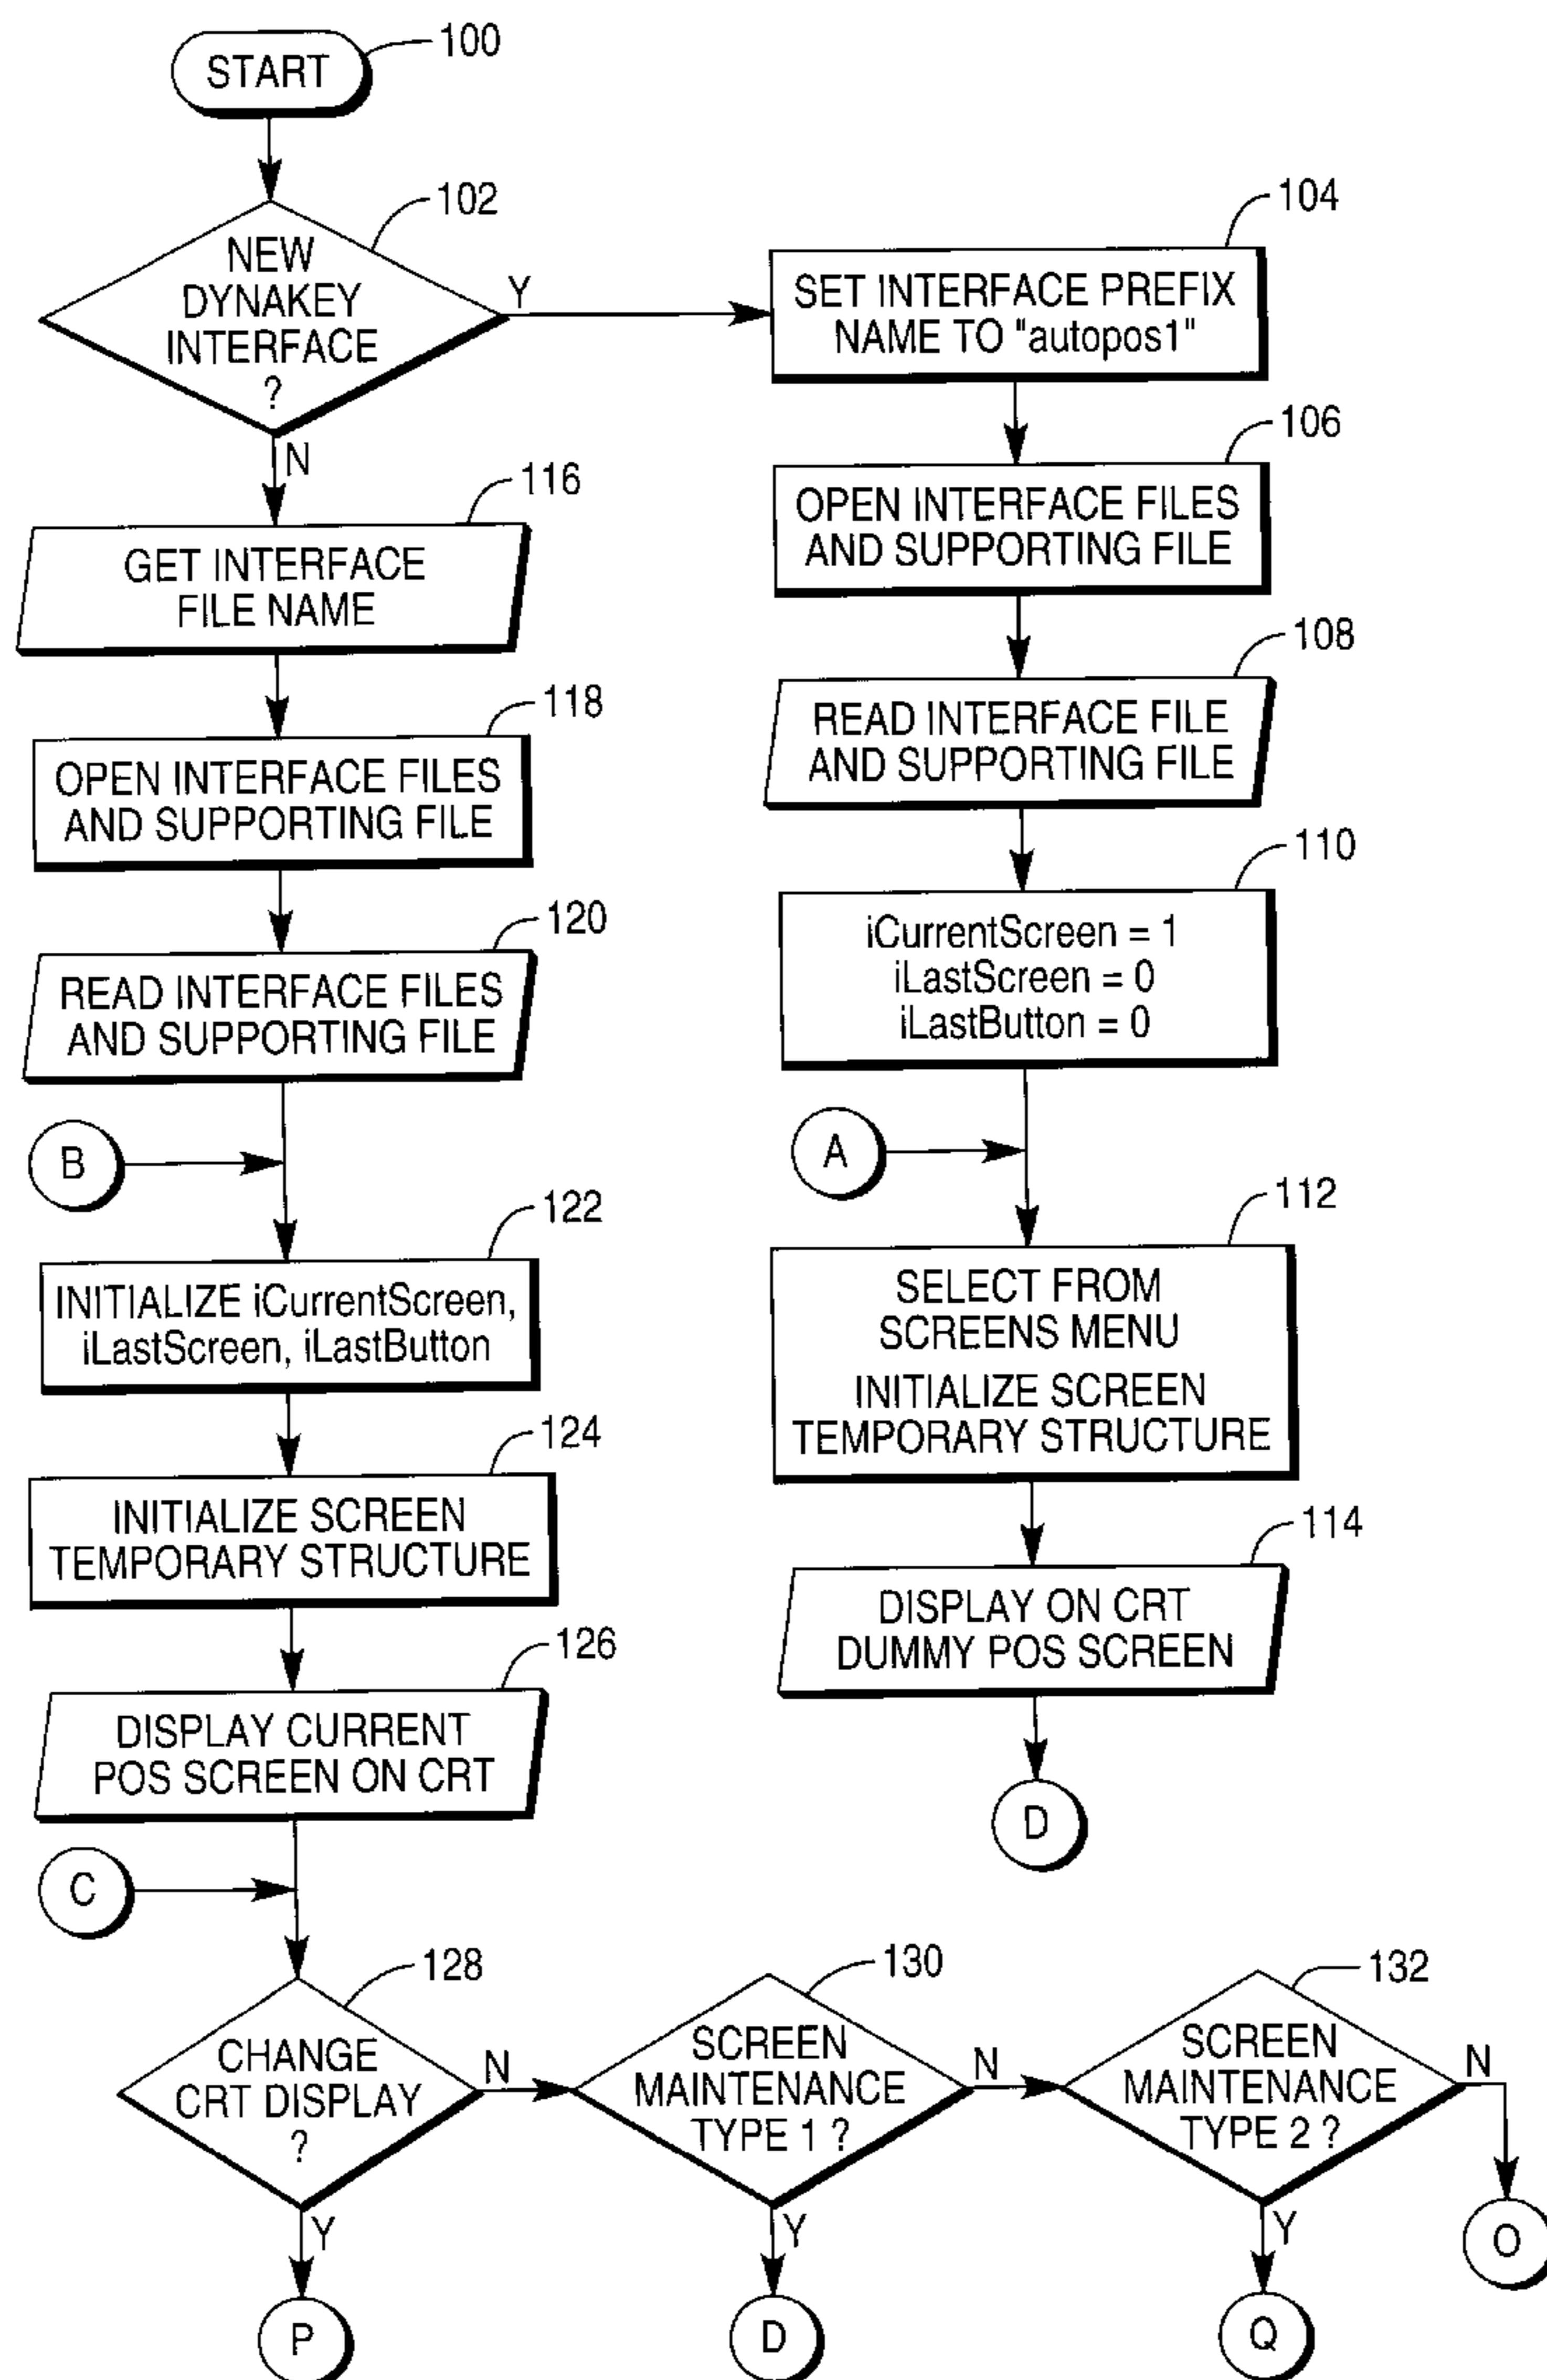 START
100
NEW
DYNAKEY
INTERFACE
?
102
Y
N
SET INTERFACE PREFIX
NAME TO "autopos1"
104
OPEN INTERFACE FILES
AND SUPPORTING FILE
106
READ INTERFACE FILE
AND SUPPORTING FILE
108
iCurrentScreen = 1
iLastScreen = 0
iLastButton = 0
110
A
SELECT FROM
SCREENS MENU
INITIALIZE SCREEN
TEMPORARY STRUCTURE
112
DISPLAY ON CRT
DUMMY POS SCREEN
114
D
GET INTERFACE
FILE NAME
116
OPEN INTERFACE FILES
AND SUPPORTING FILE
118
READ INTERFACE FILES
AND SUPPORTING FILE
120
B
INITIALIZE iCurrentScreen,
iLastScreen, iLastButton
122
INITIALIZE SCREEN
TEMPORARY STRUCTURE
124
DISPLAY CURRENT
POS SCREEN ON CRT
126
C
CHANGE
CRT DISPLAY
?
128
N
Y
P
SCREEN
MAINTENANCE
TYPE 1 ?
130
N
Y
D
SCREEN
MAINTENANCE
TYPE 2 ?
132
N
Y
Q
O